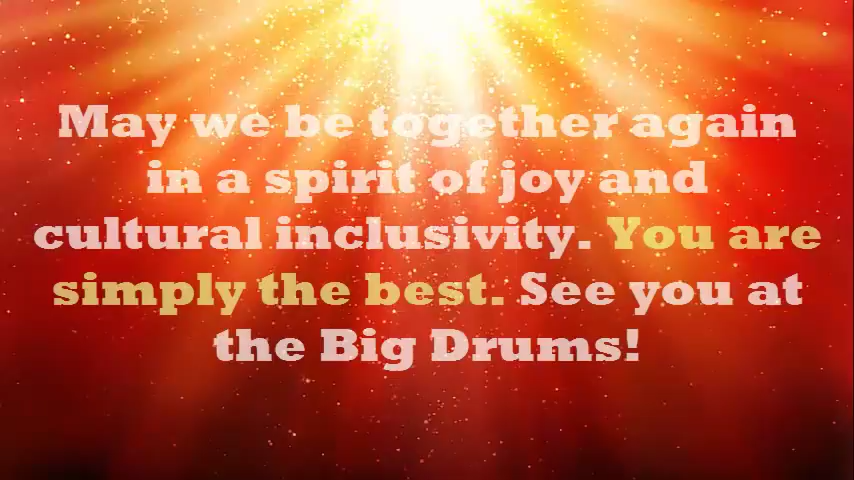 May we be together again
in a spirit of joy and
cultural inclusivity. You are
simply the best. See you at
the Big Drums!